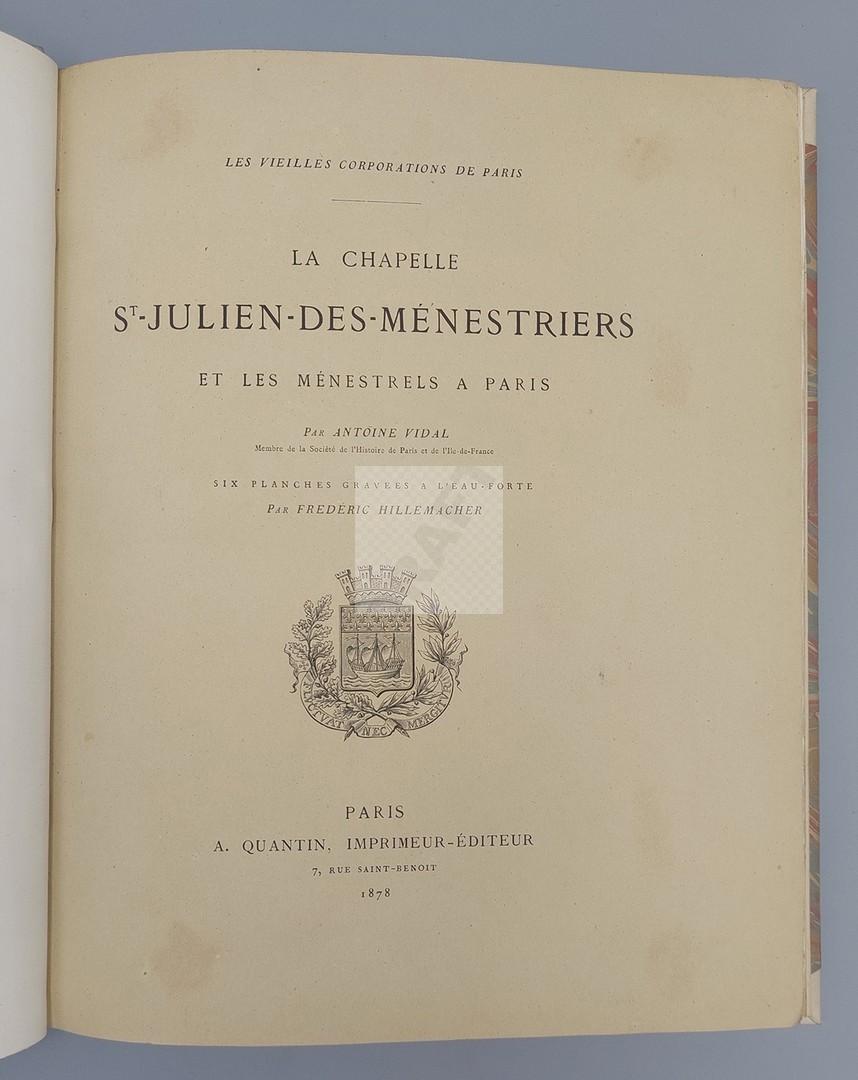 LES VIEILLES CORPORATIONS DE PARIS
LA CHAPELLE
ST-JULIEN-DES-MÉNESTRIERS
ET LES MÉNESTRELS A PARIS
PAR ANTOINE VIDAL
Membre de la Société de l'Histoire de Paris et de l'Ile-de-France
SIX PLANCHES GRAVÉES A L'EAU-FORTE
PAR FRÉDÉRIC HILLEMACHER
FLUCTVAT NEC MERGITVR
PARIS
A. QUANTIN, IMPRIMEUR-ÉDITEUR
7, RUE SAINT-BENOIT
1878